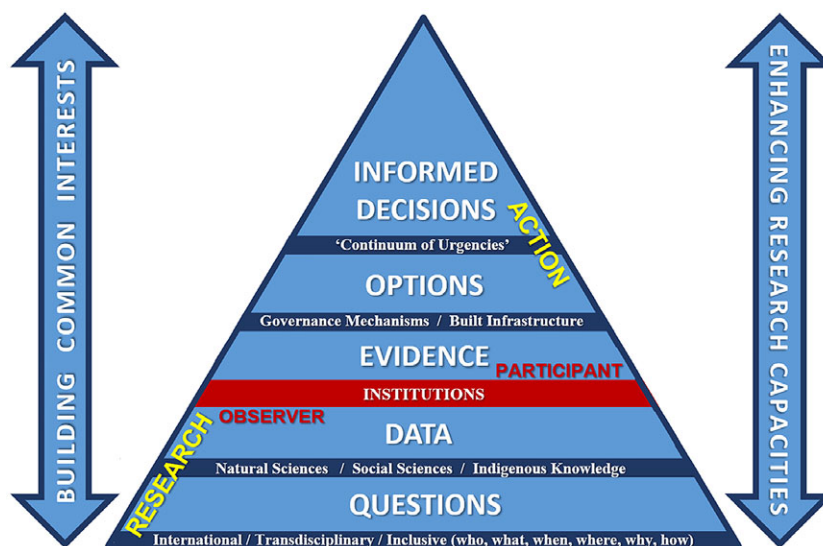 BUILDING COMMON INTERESTS
ENHANCING RESEARCH CAPACITIES
INFORMED
DECISIONS
ACTION
‘Continuum of Urgencies’
OPTIONS
Governance Mechanisms / Built Infrastructure
EVIDENCE
PARTICIPANT
INSTITUTIONS
OBSERVER
RESEARCH
DATA
Natural Sciences / Social Sciences / Indigenous Knowledge
QUESTIONS
International / Transdisciplinary / Inclusive (who, what, when, where, why, how)